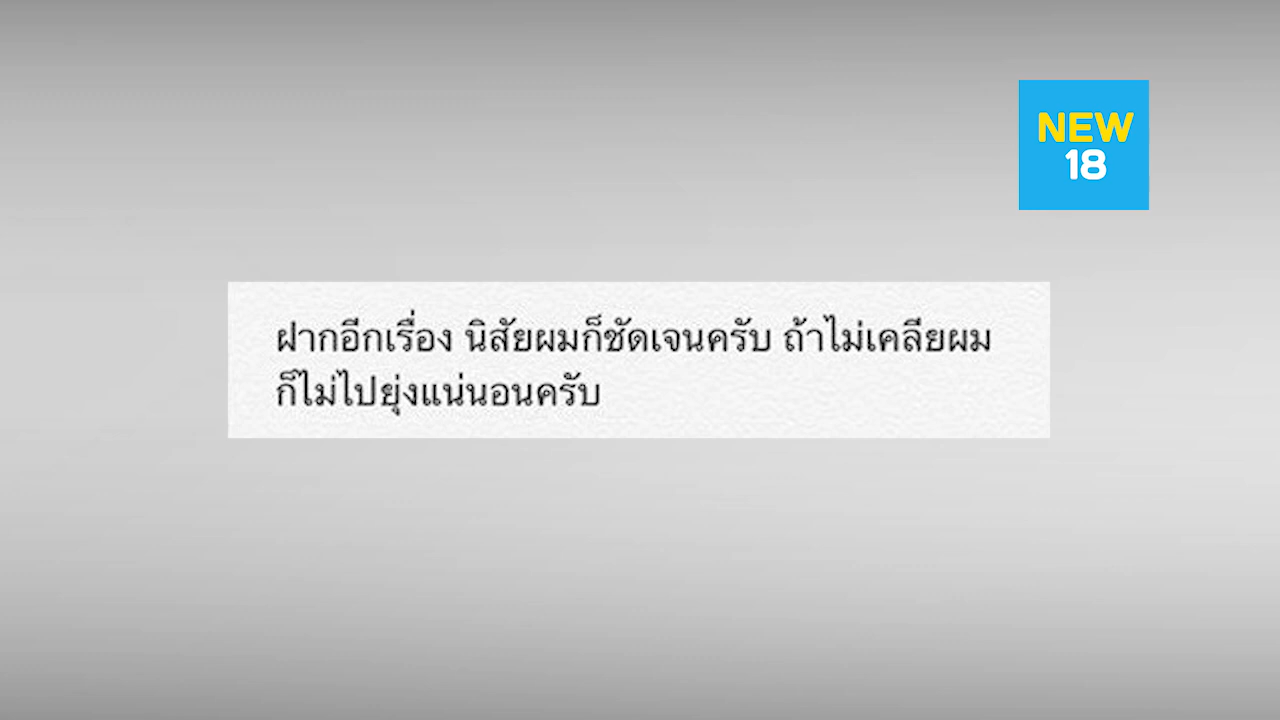 NEW
18
ฝากอีกเรื่อง นิสัยผมก็ชัดเจนครับ ถ้าไม่เคลียผม
ก็ไม่ไปยุ่งแน่นอนครับ